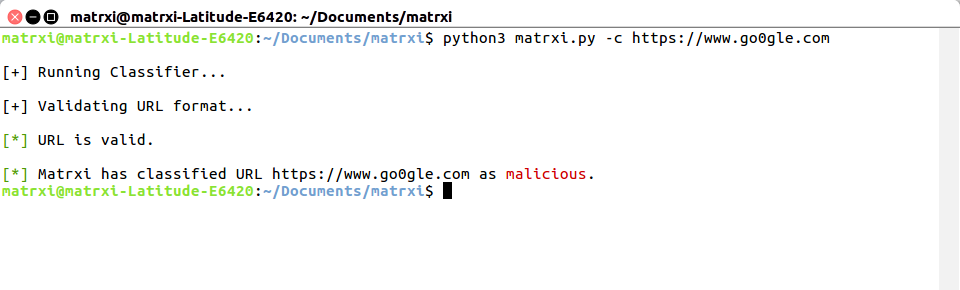 matrxi@matrxi-Latitude-E6420: ~/Documents/matrxi
matrxi@matrxi-Latitude-E6420:~/Documents/matrxi$ python3 matrxi.py -c https://www.go0gle.com
[+] Running Classifier...
[+] Validating URL format...
[*] URL is valid.
[*] Matrxi has classified URL https://www.go0gle.com as malicious.
matrxi@matrxi-Latitude-E6420:~/Documents/matrxi$